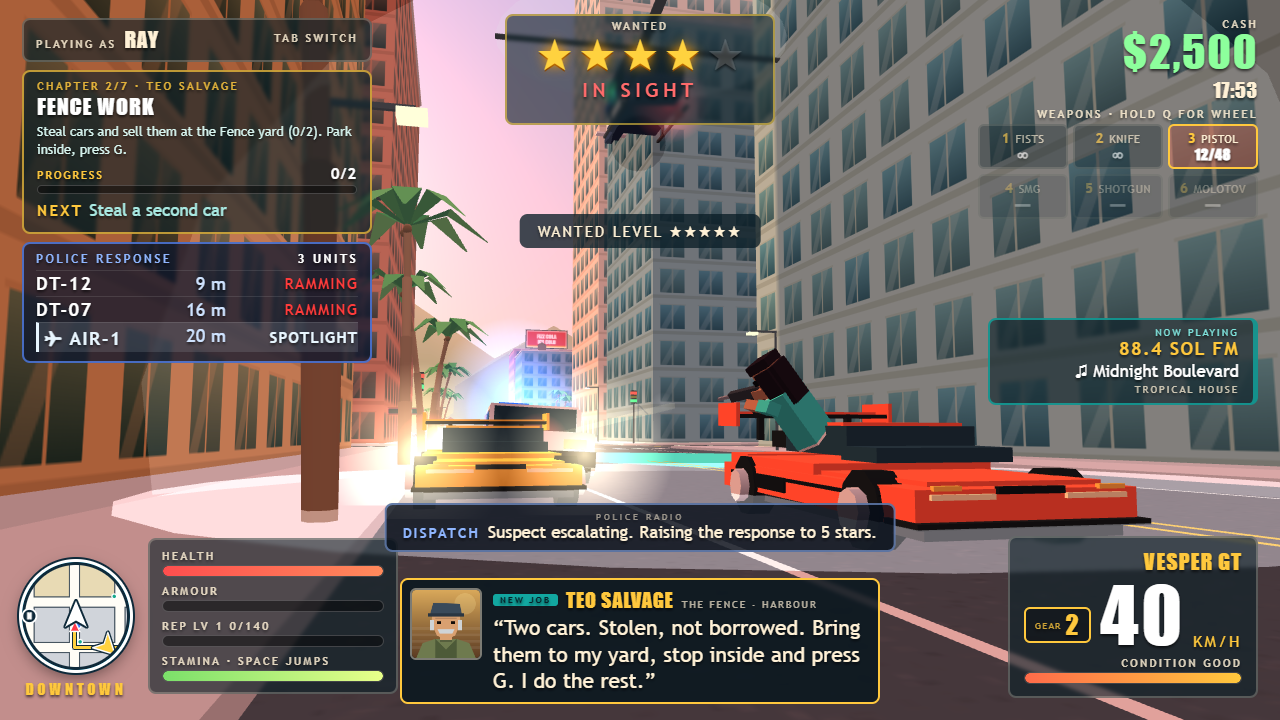 PLAYING AS RAY
TAB SWITCH
CHAPTER 2/7 · TEO SALVAGE
FENCE WORK
Steal cars and sell them at the Fence yard (0/2). Park
inside, press G.
PROGRESS 0/2
NEXT Steal a second car
POLICE RESPONSE 3 UNITS
DT-12 9 m RAMMING
DT-07 16 m RAMMING
AIR-1 20 m SPOTLIGHT
WANTED
IN SIGHT
WANTED LEVEL ★★★★★
CASH
$2,500
17:53
WEAPONS · HOLD Q FOR WHEEL
1 FISTS ∞
2 KNIFE ∞
3 PISTOL 12/48
4 SMG —
5 SHOTGUN —
6 MOLOTOV —
NOW PLAYING
88.4 SOL FM
♫ Midnight Boulevard
TROPICAL HOUSE
POLICE RADIO
DISPATCH Suspect escalating. Raising the response to 5 stars.
HEALTH
ARMOUR
REP LV 1 0/140
STAMINA · SPACE JUMPS
DOWNTOWN
NEW JOB TEO SALVAGE THE FENCE · HARBOUR
“Two cars. Stolen, not borrowed. Bring
them to my yard, stop inside and press
G. I do the rest.”
VESPER GT
GEAR 2 40 KM/H
CONDITION GOOD